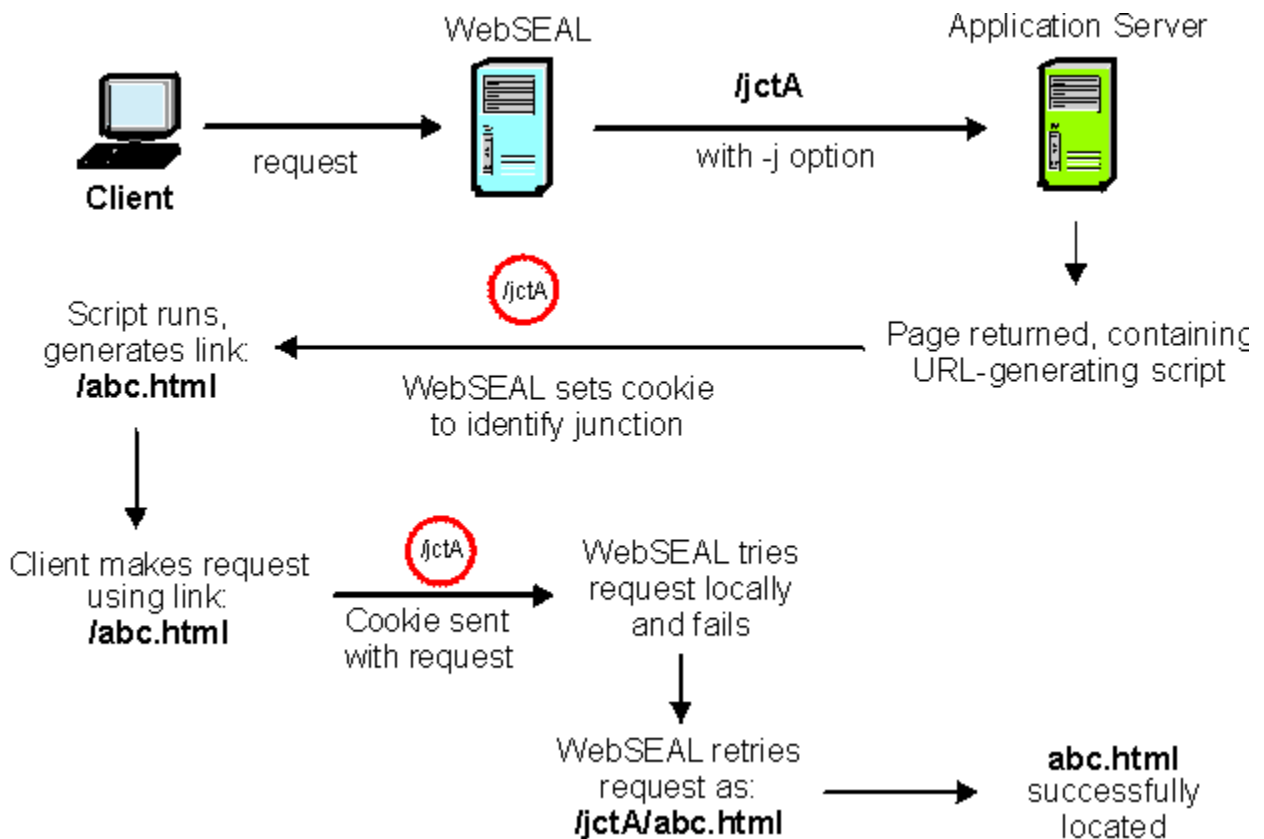 WebSEAL
Application Server
/jctA
request
with -j option
Client
/jctA
Script runs,
generates link:
/abc.html
Page returned, containing
URL-generating script
WebSEAL sets cookie
to identify junction
Client makes request
using link:
/abc.html
/jctA
Cookie sent
with request
WebSEAL tries
request locally
and fails
WebSEAL retries
request as:
/jctA/abc.html
abc.html
successfully
located